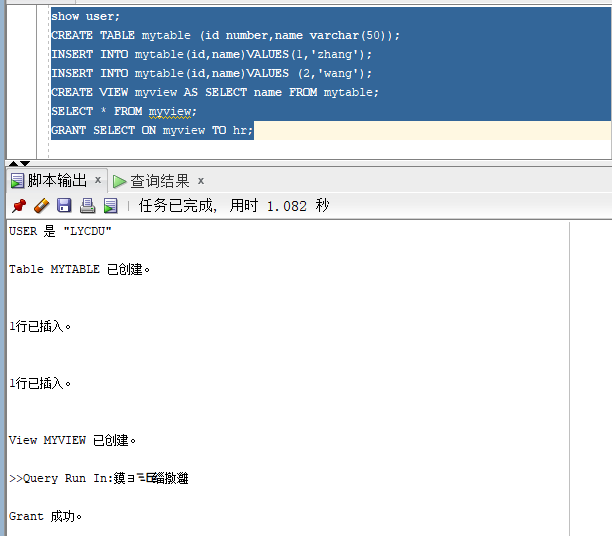 show user;
CREATE TABLE mytable (id number,name varchar(50));
INSERT INTO mytable(id,name)VALUES(1,'zhang');
INSERT INTO mytable(id,name)VALUES (2,'wang');
CREATE VIEW myview AS SELECT name FROM mytable;
SELECT * FROM myview;
GRANT SELECT ON myview TO hr;
脚本输出 x 查询结果 x
任务已完成, 用时 1.082 秒
USER 是 "LYCDU"
Table MYTABLE 已创建。
1行已插入。
1行已插入。
View MYVIEW 已创建。
>>Query Run In:
Grant 成功。